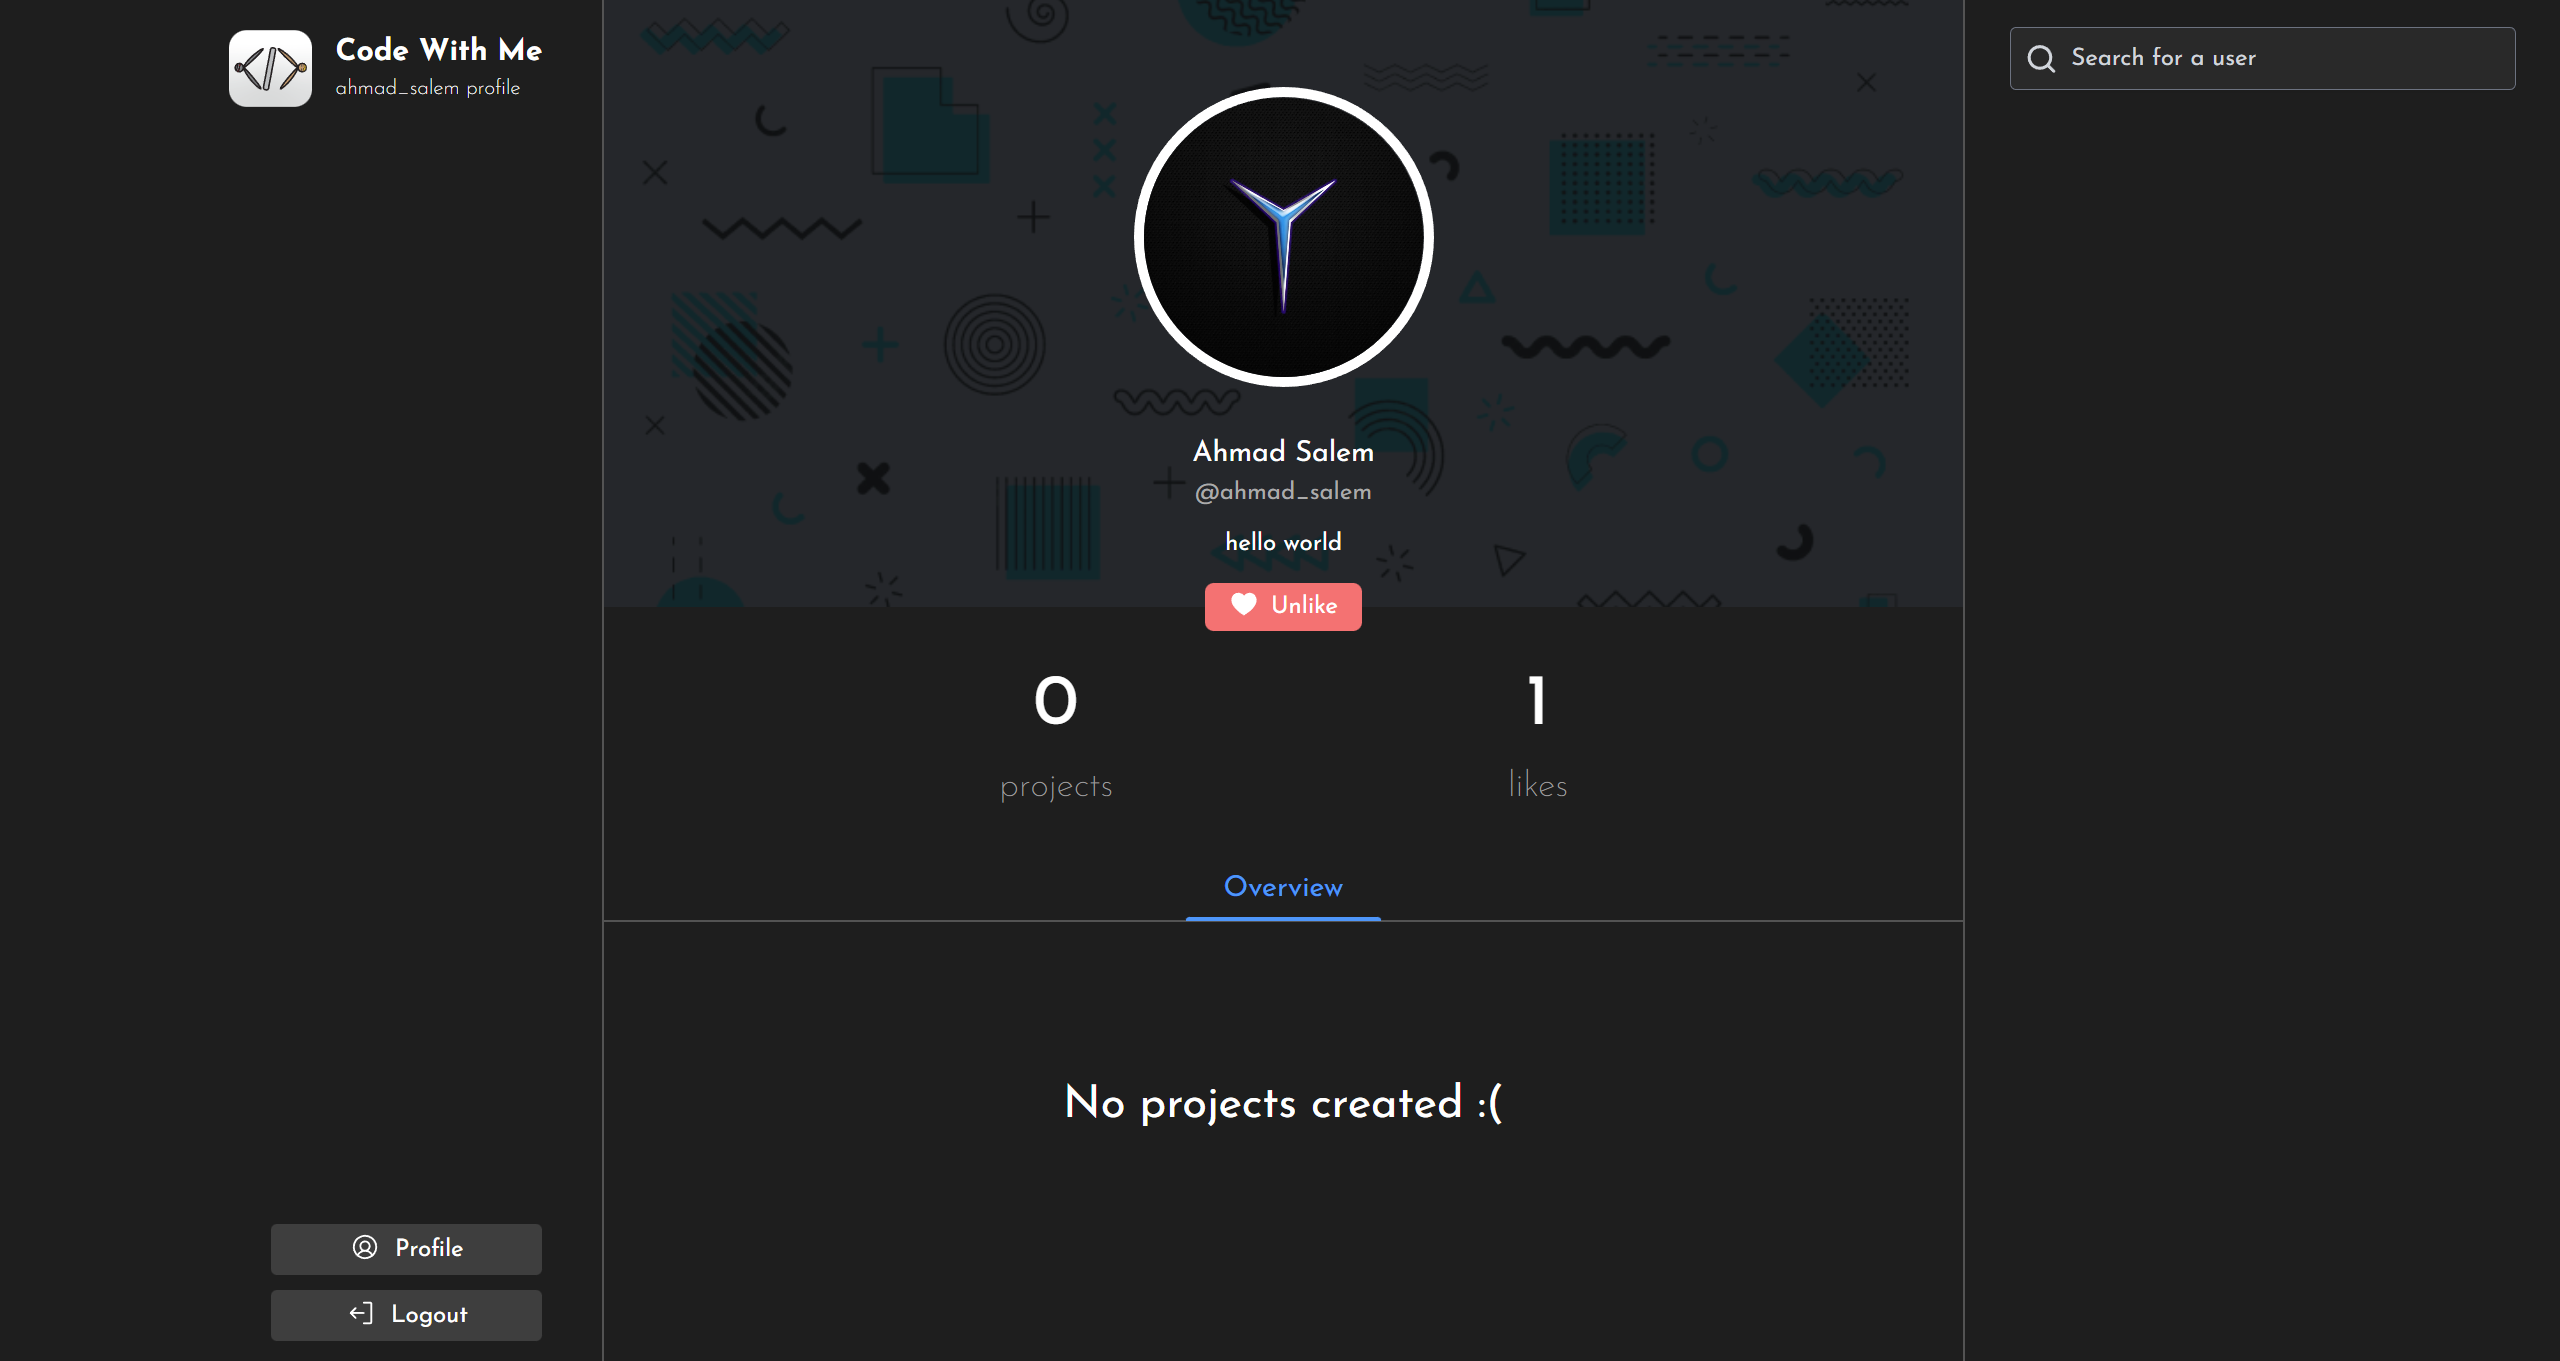 Code With Me
ahmad_salem profile
Search for a user
Ahmad Salem
@ahmad_salem
hello world
Unlike
0
projects
1
likes
Overview
No projects created :(
Profile
Logout